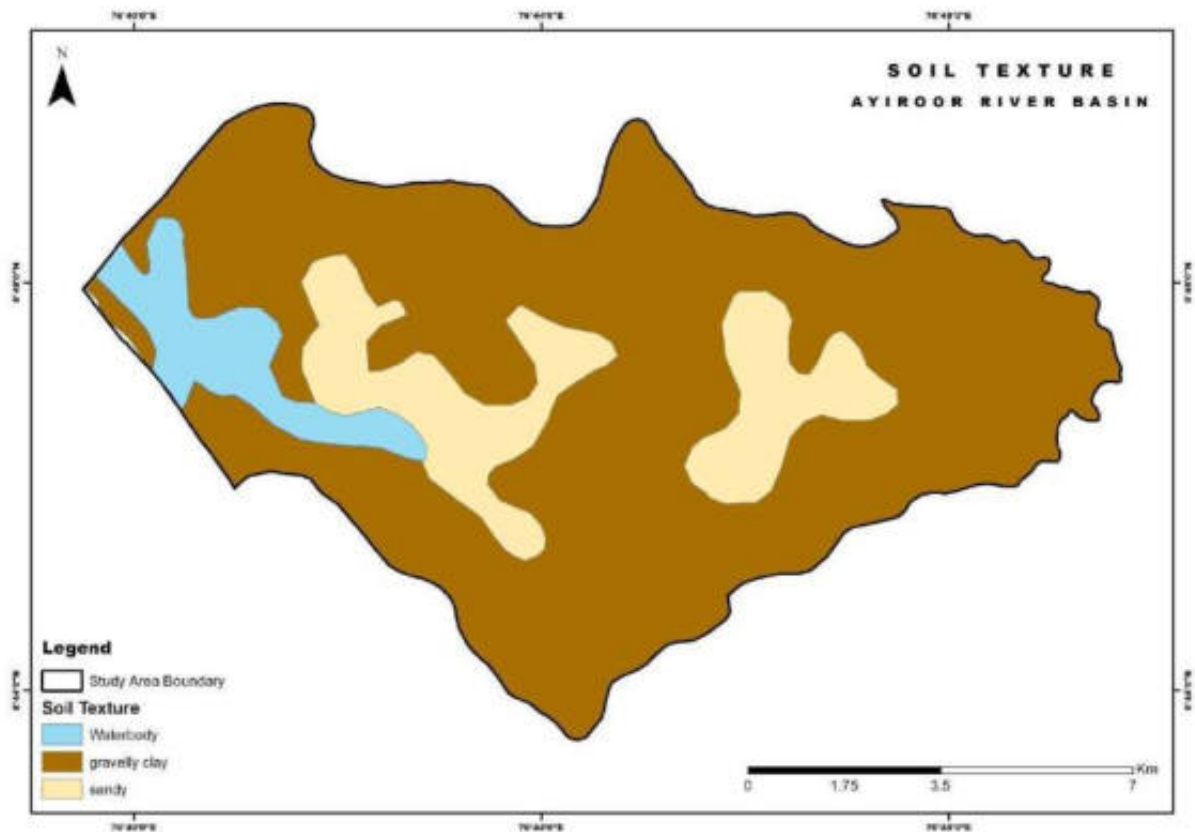 N
SOIL TEXTURE
AYIROOR RIVER BASIN
Legend
Study Area Boundary
Soil Texture
Waterbody
gravelly clay
sandy
Km
0 1.75 3.5 7